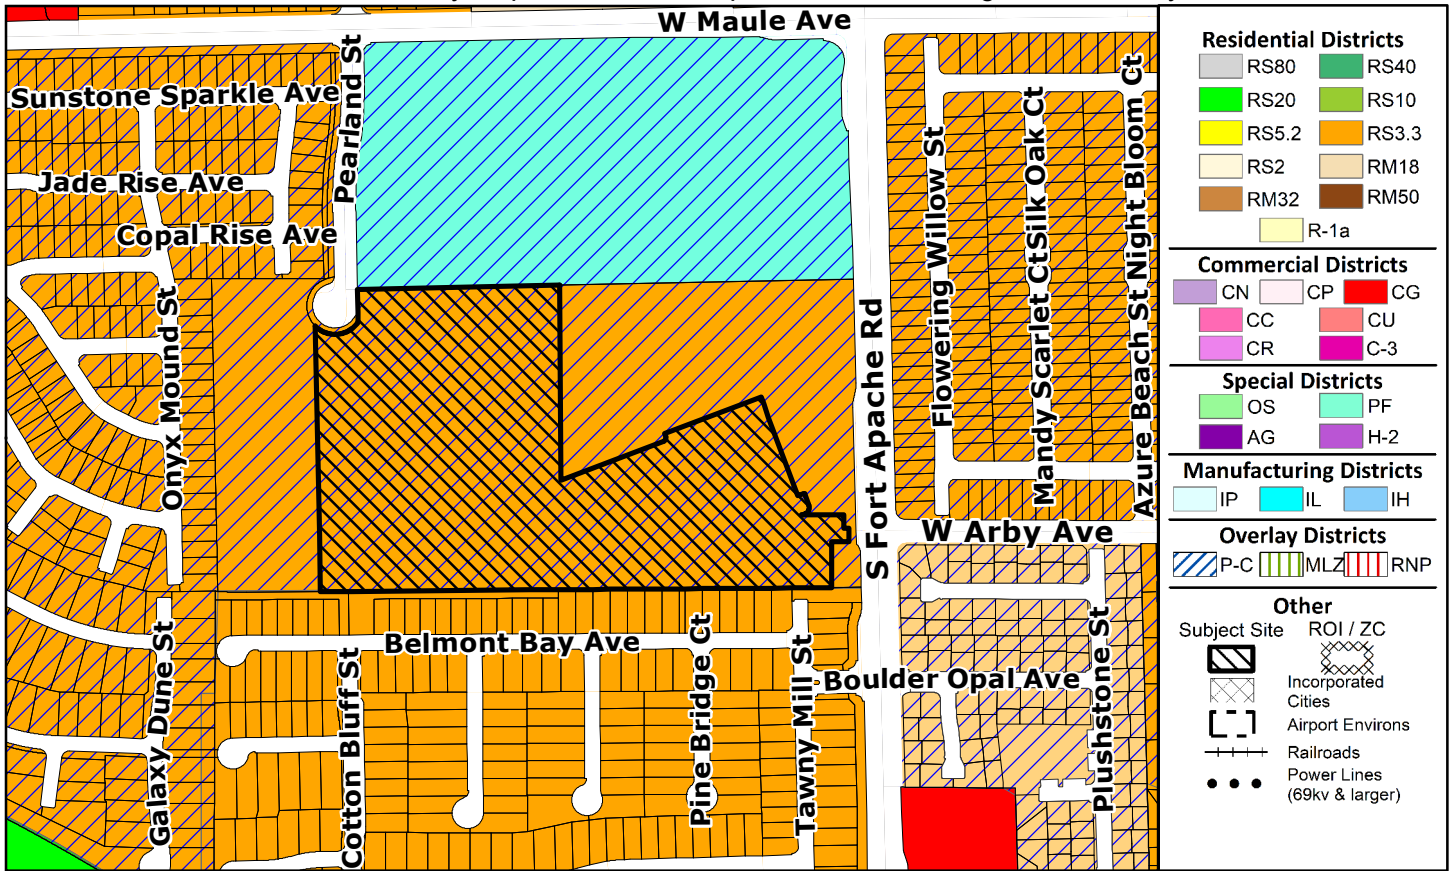 W Maule Ave
Pearland St
Sunstone Sparkle Ave
Jade Rise Ave
Copal Rise Ave
Onyx Mound St
S Fort Apache Rd
Flowering Willow St
Mandy Scarlet Ct
Silk Oak Ct
Azure Beach St
Night Bloom Ct
W Arby Ave
Belmont Bay Ave
Boulder Opal Ave
Galaxy Dune St
Cotton Bluff St
Pine Bridge Ct
Tawny Mill St
Plushstone St
Residential Districts
RS80 RS40
RS20 RS10
RS5.2 RS3.3
RS2 RM18
RM32 RM50
R-1a
Commercial Districts
CN CP CG
CC CU
CR C-3
Special Districts
OS PF
AG H-2
Manufacturing Districts
IP IL IH
Overlay Districts
P-C MLZ RNP
Other
Subject Site ROI / ZC
Incorporated
Cities
Airport Environs
Railroads
Power Lines
(69kv & larger)